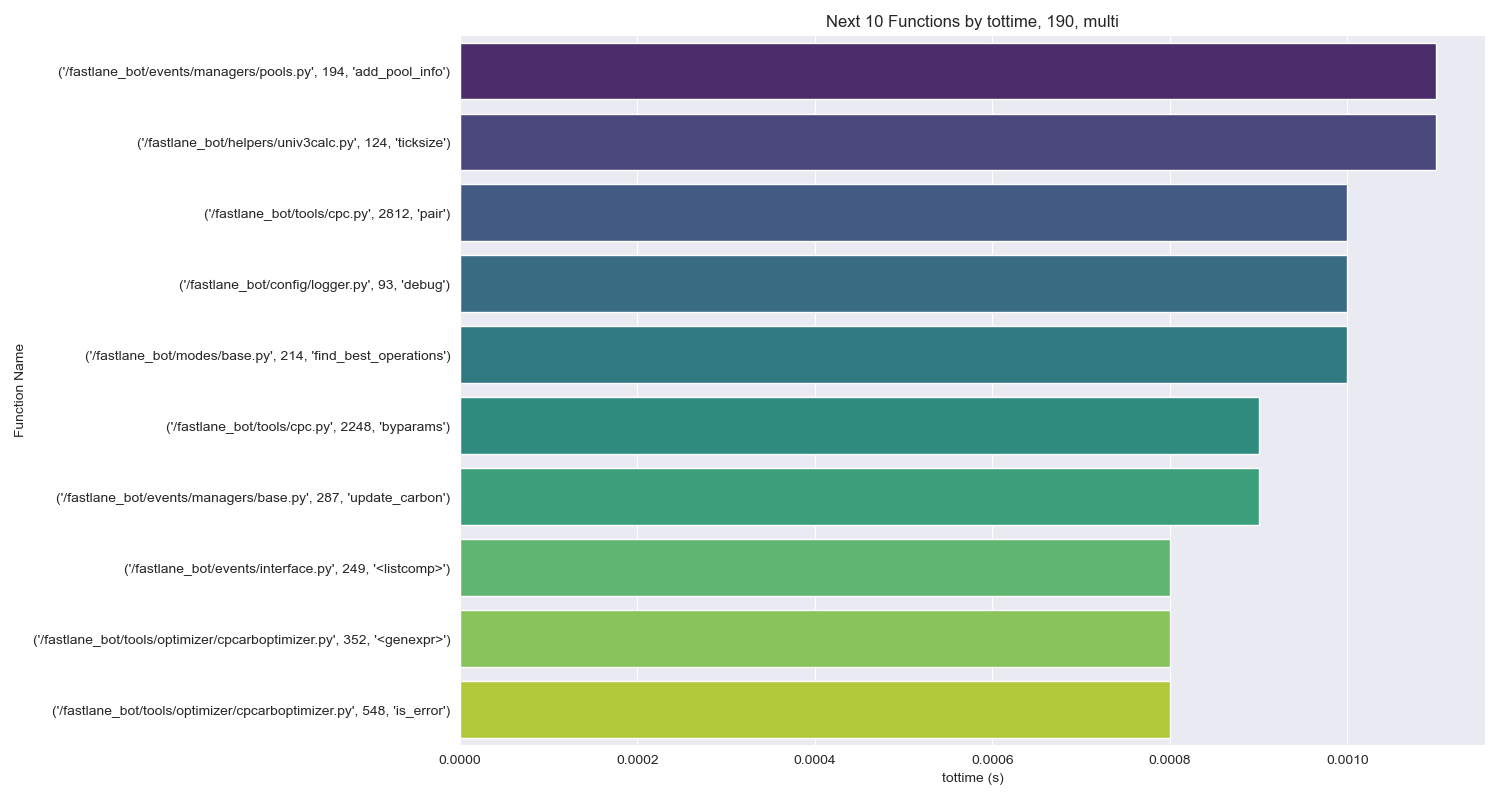 Next 10 Functions by tottime, 190, multi
('/fastlane_bot/events/managers/pools.py', 194, 'add_pool_info')
('/fastlane_bot/helpers/univ3calc.py', 124, 'ticksize')
('/fastlane_bot/tools/cpc.py', 2812, 'pair')
('/fastlane_bot/config/logger.py', 93, 'debug')
('/fastlane_bot/modes/base.py', 214, 'find_best_operations')
('/fastlane_bot/tools/cpc.py', 2248, 'byparams')
('/fastlane_bot/events/managers/base.py', 287, 'update_carbon')
('/fastlane_bot/events/interface.py', 249, '<listcomp>')
('/fastlane_bot/tools/optimizer/cpcarboptimizer.py', 352, '<genexpr>')
('/fastlane_bot/tools/optimizer/cpcarboptimizer.py', 548, 'is_error')
Function Name
0.0000 0.0002 0.0004 0.0006 0.0008 0.0010
tottime (s)